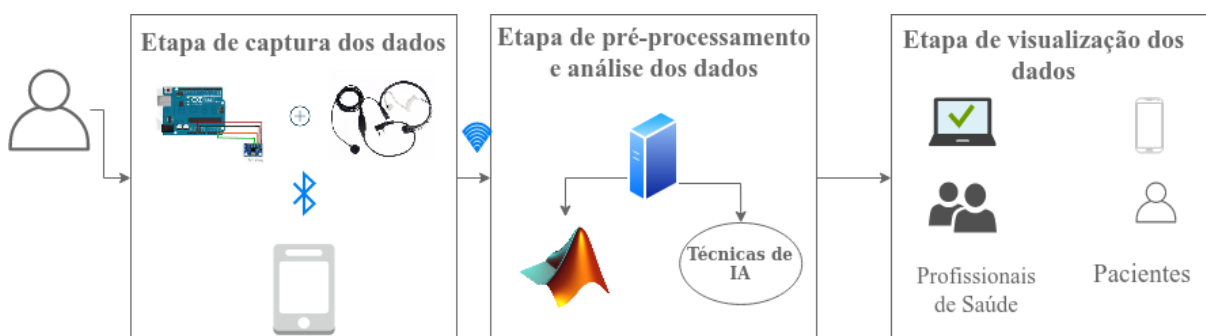 Etapa de captura dos dados
Etapa de pré-processamento
e análise dos dados
Técnicas de
IA
Etapa de visualização dos
dados
Profissionais
de Saúde
Pacientes